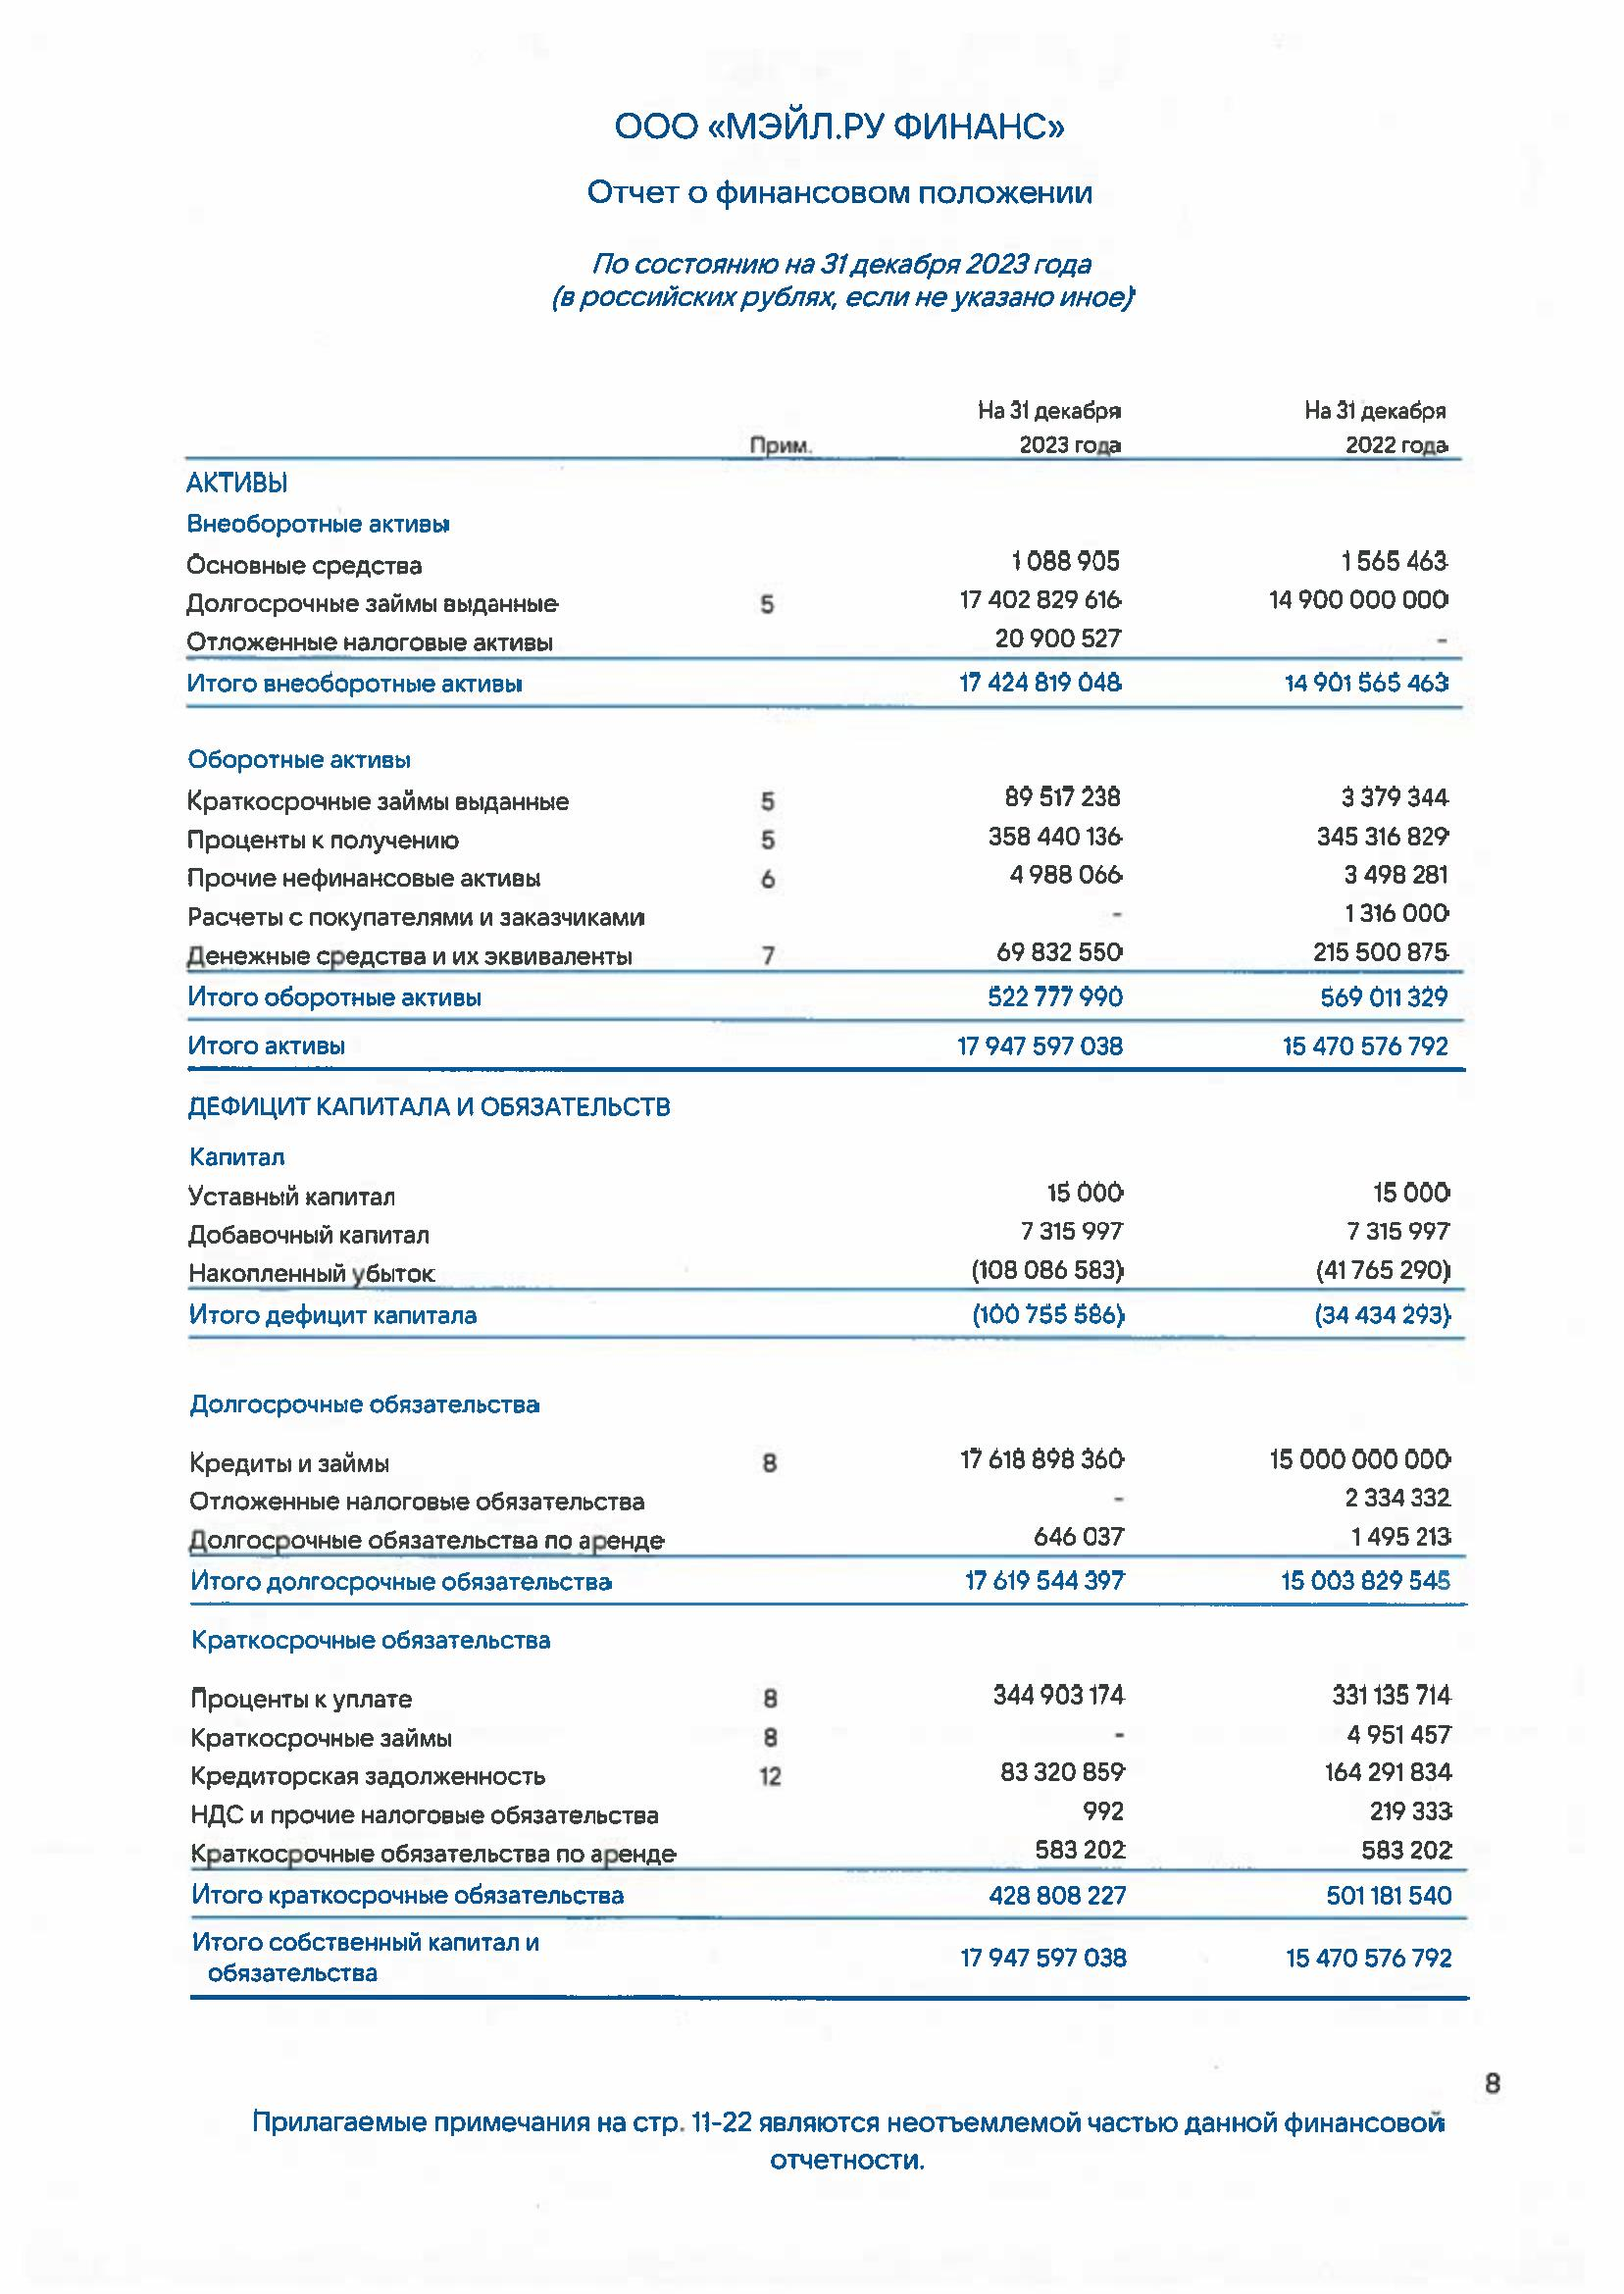 ООО «МЭЙЛ.РУ ФИНАНС»
Отчет о финансовом положении
По состоянию на 31 декабря 2023 года
(в российских рублях, если не указано иное)
На 31 декабря На 31 декабря
Прим. 2023 года 2022 года
АКТИВЫ
Внеоборотные активы
Основные средства 1 088 905 1 565 463
Долгосрочные займы выданные 5 17 402 829 616 14 900 000 000
Отложенные налоговые активы 20 900 527 -
Итого внеоборотные активы 17 424 819 048 14 901 565 463
Оборотные активы
Краткосрочные займы выданные 5 89 517 238 3 379 344
Проценты к получению 5 358 440 136 345 316 829
Прочие нефинансовые активы 6 4 988 066 3 498 281
Расчеты с покупателями и заказчиками - 1 316 000
Денежные средства и их эквиваленты 7 69 832 550 215 500 875
Итого оборотные активы 522 777 990 569 011 329
Итого активы 17 947 597 038 15 470 576 792
ДЕФИЦИТ КАПИТАЛА И ОБЯЗАТЕЛЬСТВ
Капитал
Уставный капитал 15 000 15 000
Добавочный капитал 7 315 997 7 315 997
Накопленный убыток (108 086 583) (41 765 290)
Итого дефицит капитала (100 755 586) (34 434 293)
Долгосрочные обязательства
Кредиты и займы 8 17 618 898 360 15 000 000 000
Отложенные налоговые обязательства - 2 334 332
Долгосрочные обязательства по аренде 646 037 1 495 213
Итого долгосрочные обязательства 17 619 544 397 15 003 829 545
Краткосрочные обязательства
Проценты к уплате 8 344 903 174 331 135 714
Краткосрочные займы 8 - 4 951 457
Кредиторская задолженность 12 83 320 859 164 291 834
НДС и прочие налоговые обязательства 992 219 333
Краткосрочные обязательства по аренде 583 202 583 202
Итого краткосрочные обязательства 428 808 227 501 181 540
Итого собственный капитал и
обязательства 17 947 597 038 15 470 576 792
8
Прилагаемые примечания на стр. 11-22 являются неотъемлемой частью данной финансовой
отчетности.